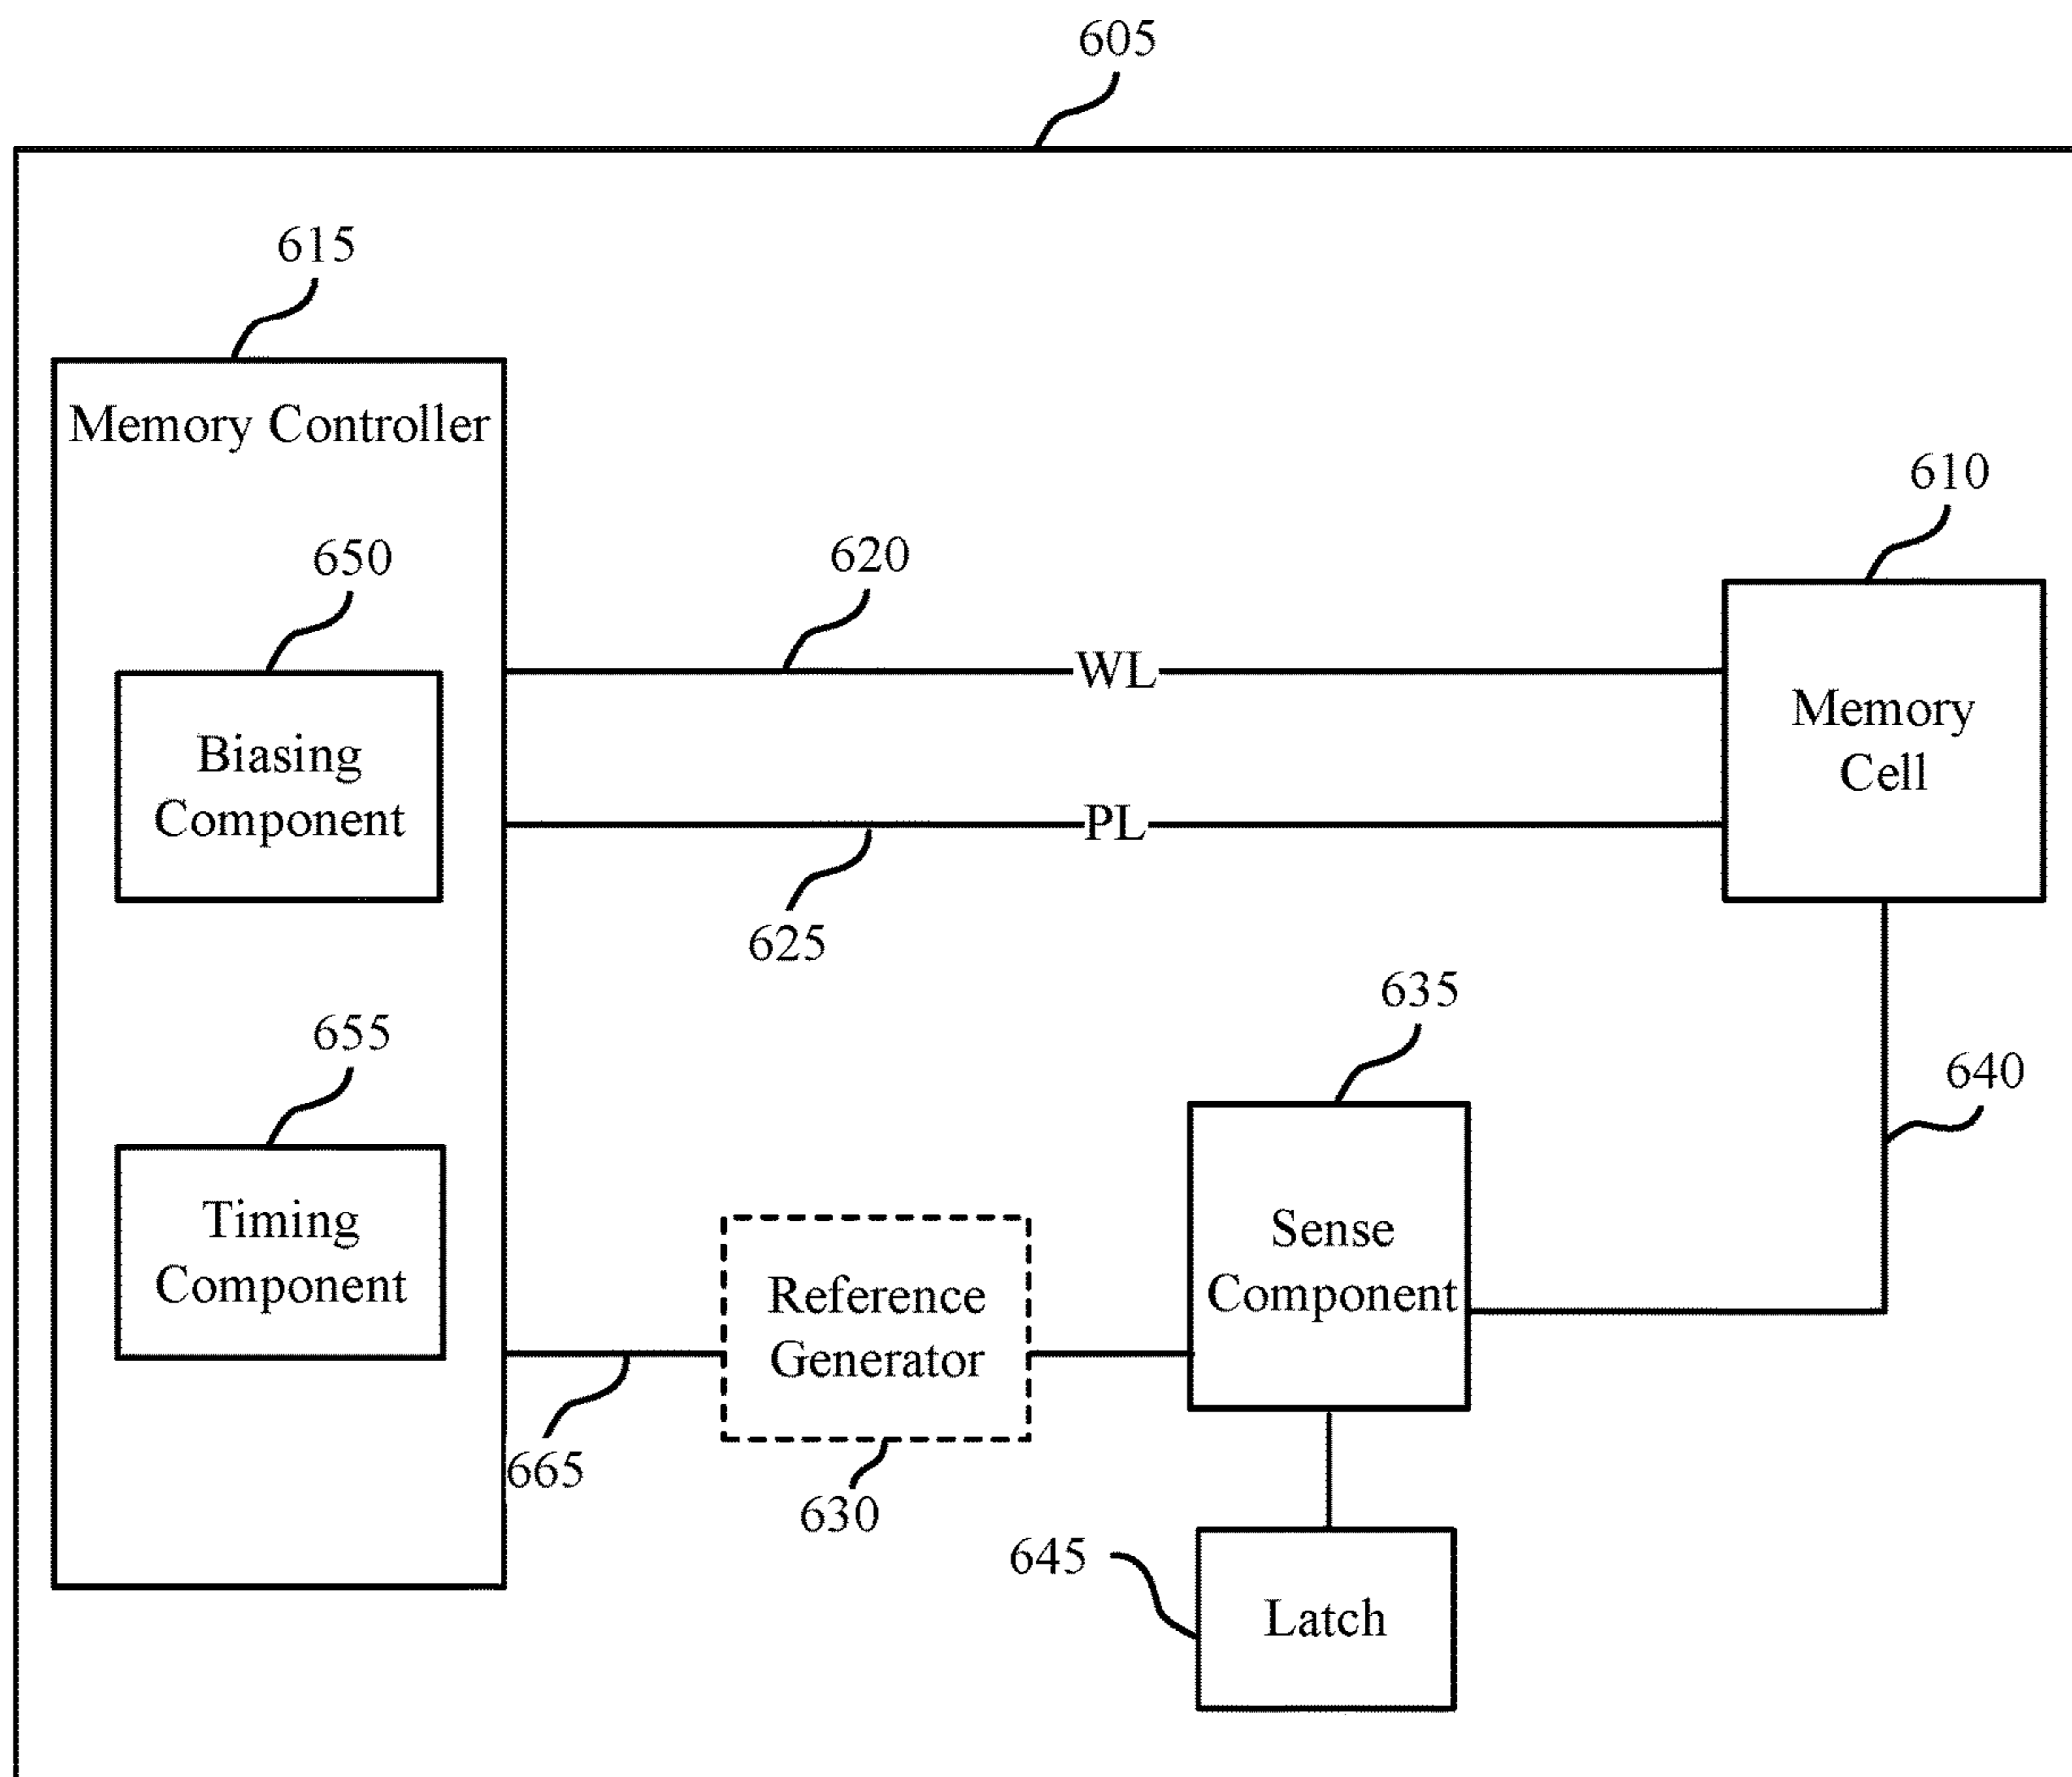 605
615
Memory Controller
610
650
620
WL
Memory
Cell
Biasing
Component
PL
625
635
655
640
Timing
Component
Sense
Component
Reference
Generator
665
630
645
Latch